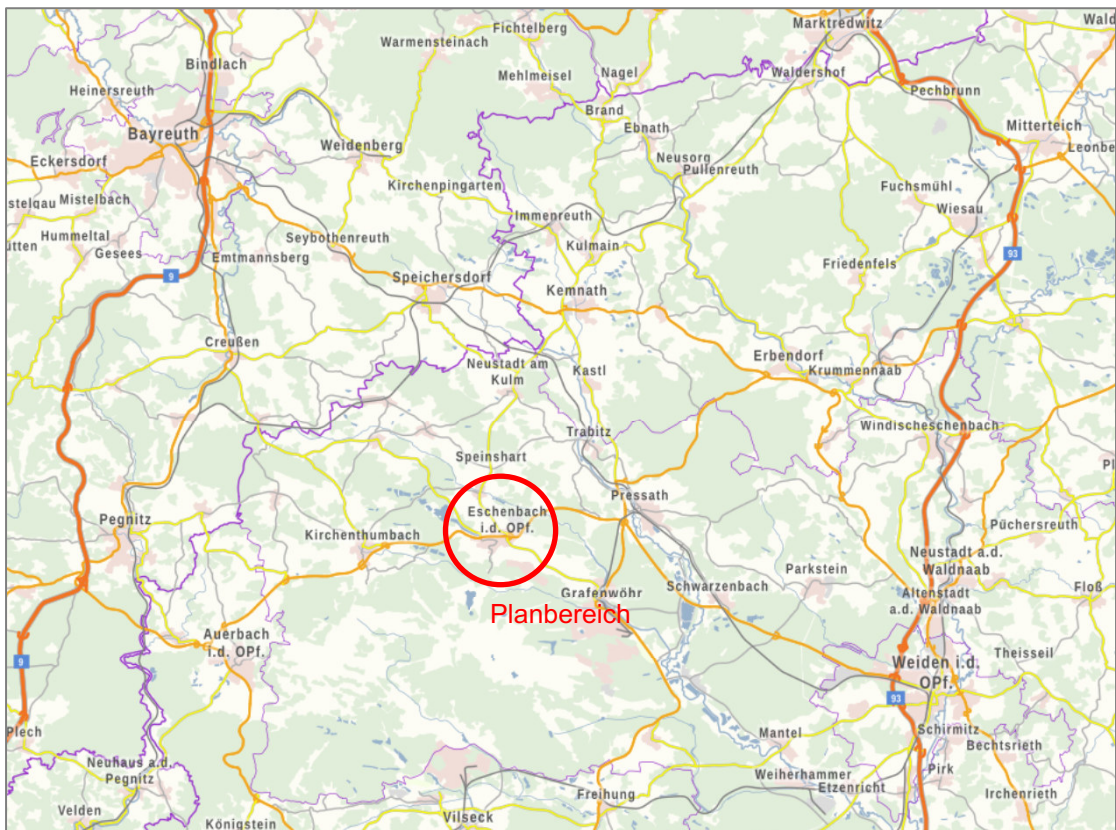 Marktredwitz
Wald
Fichtelberg
Warmensteinach
Bindlach
Mehlmeisel
Nagel
Waldershof
Pechbrunn
Heinersreuth
Brand
Ebnath
Bayreuth
Mitterteich
Weidenberg
Leonbe
Eckersdorf
Neusorg
Pullenreuth
Kirchenpingarten
Fuchsmühl
stelgau
Mistelbach
Wiesau
Immenreuth
Hummeltal
Seybothenreuth
ütten
Gesees
Kulmain
Emtmannsberg
93
Friedenfels
9
Speichersdorf
Kemnath
Creußen
Erbendorf
Neustadt am
Kulm
Kastl
Krummennaab
Windischeschenbach
Trabitz
Speinshart
Pl
Pressath
Eschenbach
i.d. OPf.
Pegnitz
Püchersreuth
Kirchenthumbach
Neustadt a.d.
Waldnaab
Parkstein
Schwarzenbach
Floß
Grafenwöhr
Altenstadt
a.d. Waldnaab
Planbereich
Auerbach
i.d. OPf.
Theisseil
9
Weiden i.d.
OPf.
93
Plech
Mantel
Schirmitz
Bechtsrieth
Neuhaus a.d.
Pegnitz
Weiherhammer
Pirk
Etzenricht
Irchenrieth
Freihung
Velden
Vilseck
Königstein